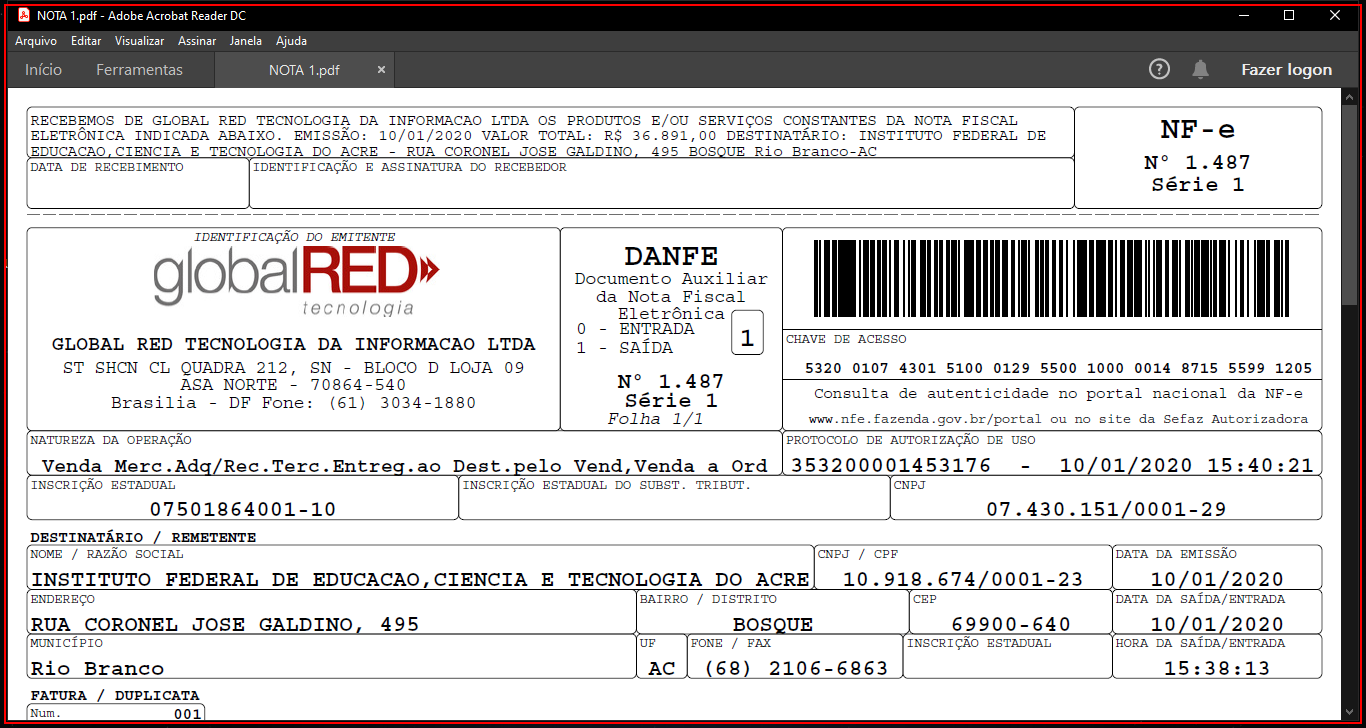 NOTA 1.pdf - Adobe Acrobat Reader DC
Arquivo Editar Visualizar Assinar Janela Ajuda
Início Ferramentas NOTA 1.pdf × ? Fazer logon
RECEBEMOS DE GLOBAL RED TECNOLOGIA DA INFORMACAO LTDA OS PRODUTOS E/OU SERVIÇOS CONSTANTES DA NOTA FISCAL
ELETRÔNICA INDICADA ABAIXO. EMISSÃO: 10/01/2020 VALOR TOTAL: R$ 36.891,00 DESTINATÁRIO: INSTITUTO FEDERAL DE
EDUCACAO,CIENCIA E TECNOLOGIA DO ACRE - RUA CORONEL JOSE GALDINO, 495 BOSQUE Rio Branco-AC
DATA DE RECEBIMENTO
IDENTIFICAÇÃO E ASSINATURA DO RECEBEDOR
NF-e
Nº 1.487
Série 1
IDENTIFICAÇÃO DO EMITENTE
globalRED
tecnologia
GLOBAL RED TECNOLOGIA DA INFORMACAO LTDA
ST SHCN CL QUADRA 212, SN - BLOCO D LOJA 09
ASA NORTE - 70864-540
Brasilia - DF Fone: (61) 3034-1880
DANFE
Documento Auxiliar
da Nota Fiscal
Eletrônica
0 - ENTRADA
1 - SAÍDA
1
Nº 1.487
Série 1
Folha 1/1
CHAVE DE ACESSO
5320 0107 4301 5100 0129 5500 1000 0014 8715 5599 1205
Consulta de autenticidade no portal nacional da NF-e
www.nfe.fazenda.gov.br/portal ou no site da Sefaz Autorizadora
NATUREZA DA OPERAÇÃO
Venda Merc.Adq/Rec.Terc.Entreg.ao Dest.pelo Vend,Venda a Ord
PROTOCOLO DE AUTORIZAÇÃO DE USO
353200001453176 - 10/01/2020 15:40:21
INSCRIÇÃO ESTADUAL
07501864001-10
INSCRIÇÃO ESTADUAL DO SUBST. TRIBUT.
CNPJ
07.430.151/0001-29
DESTINATÁRIO / REMETENTE
NOME / RAZÃO SOCIAL
INSTITUTO FEDERAL DE EDUCACAO,CIENCIA E TECNOLOGIA DO ACRE
CNPJ / CPF
10.918.674/0001-23
DATA DA EMISSÃO
10/01/2020
ENDEREÇO
RUA CORONEL JOSE GALDINO, 495
BAIRRO / DISTRITO
BOSQUE
CEP
69900-640
DATA DA SAÍDA/ENTRADA
10/01/2020
MUNICÍPIO
Rio Branco
UF
AC
FONE / FAX
(68) 2106-6863
INSCRIÇÃO ESTADUAL
HORA DA SAÍDA/ENTRADA
15:38:13
FATURA / DUPLICATA
Num. 001